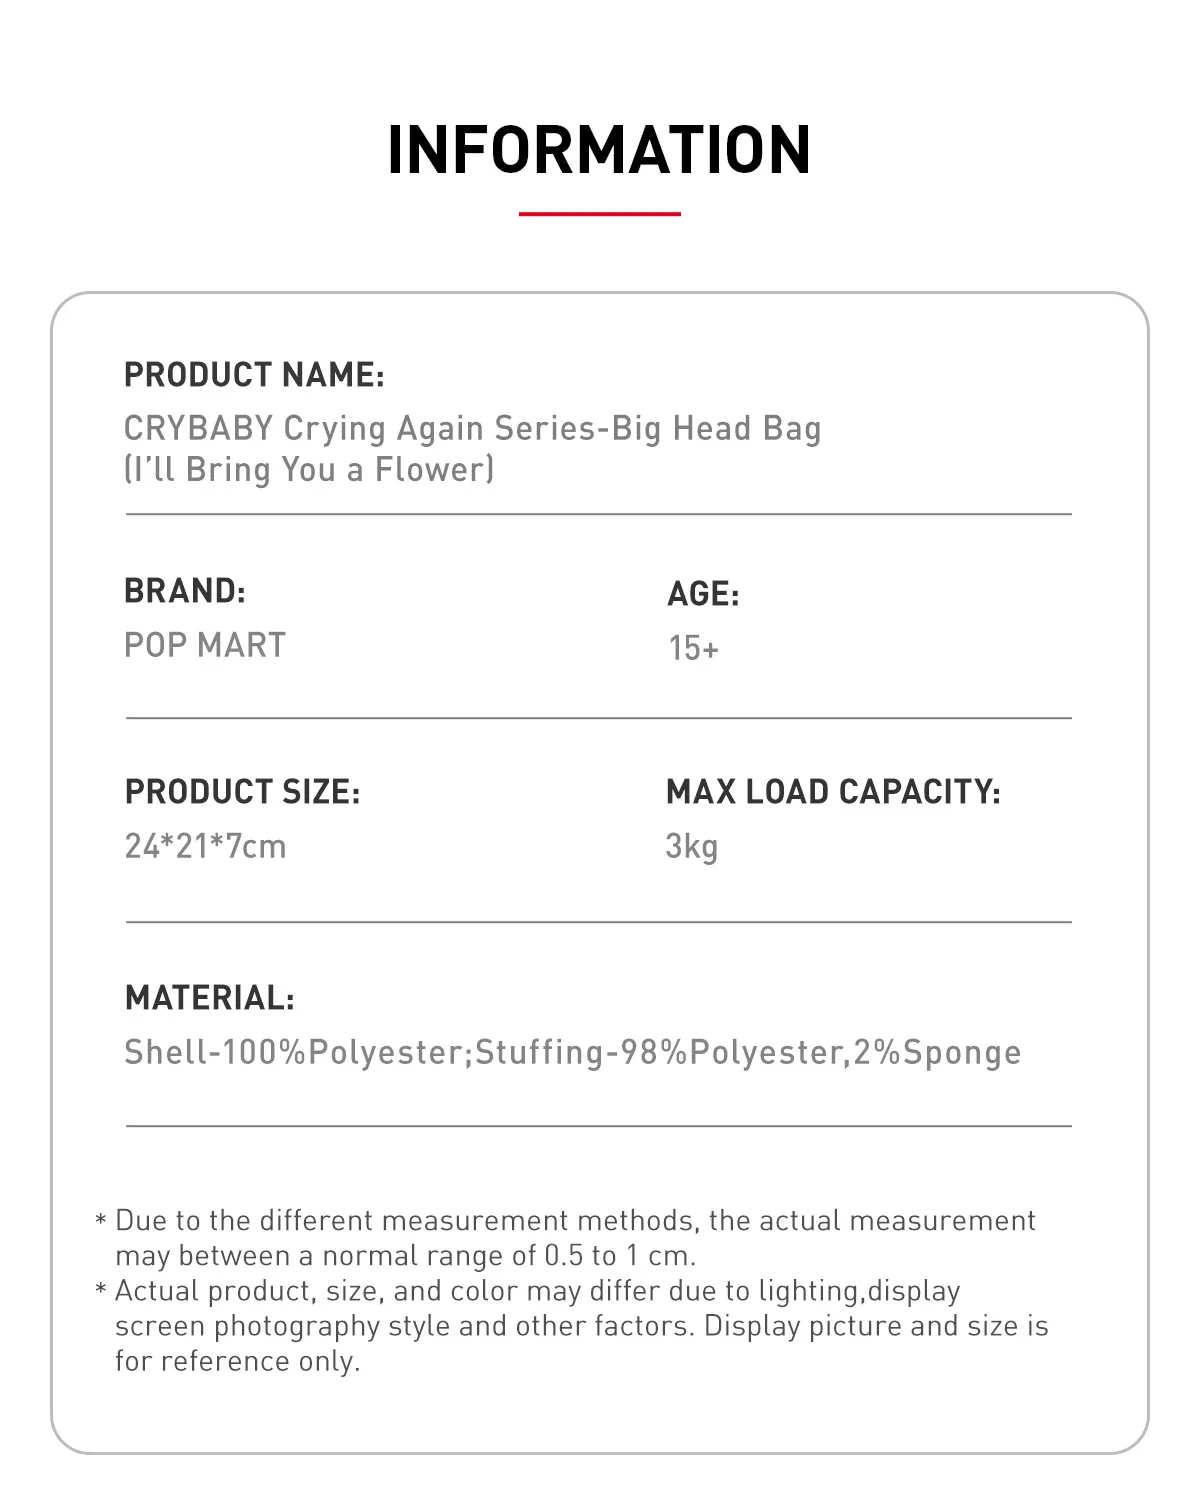 INFORMATION
PRODUCT NAME:
CRYBABY Crying Again Series-Big Head Bag
(I'll Bring You a Flower)
BRAND:
POP MART
AGE:
15+
PRODUCT SIZE:
24*21*7cm
MAX LOAD CAPACITY:
3kg
MATERIAL:
Shell-100%Polyester;Stuffing-98%Polyester,2%Sponge
* Due to the different measurement methods, the actual measurement
may between a normal range of 0.5 to 1 cm.
* Actual product, size, and color may differ due to lighting,display
screen photography style and other factors. Display picture and size is
for reference only.